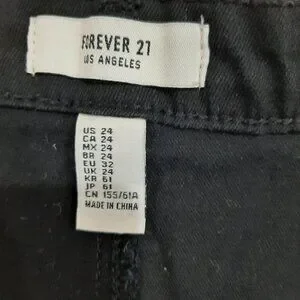 FOREVER 21
LOS ANGELES
US 24
CA 24
MX 24
BR 24
EU 32
UK 24
KR 61
JP 61
CN 155/61A
MADE IN CHINA